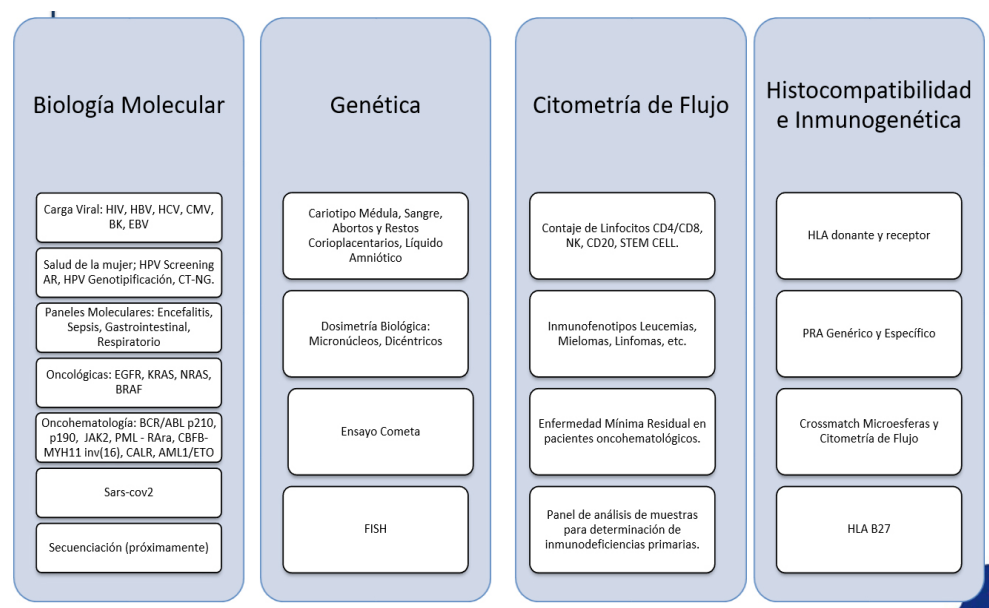 Biología Molecular
Carga Viral: HIV, HBV, HCV, CMV,
BK, EBV
Salud de la mujer; HPV Screening
AR, HPV Genotipificación, CT-NG.
Paneles Moleculares: Encefalitis,
Sepsis, Gastrointestinal,
Respiratorio
Oncológicas: EGFR, KRAS, NRAS,
BRAF
Oncohematología: BCR/ABL p210,
p190,  JAK2, PML - RAra, CBFB-
MYH11 inv(16), CALR, AML1/ETO
Sars-cov2
Secuenciación (próximamente)
Genética
Cariotipo Médula, Sangre,
Abortos y Restos
Corioplacentarios, Líquido
Amniótico
Dosimetría Biológica:
Micronúcleos, Dicéntricos
Ensayo Cometa
FISH
Citometría de Flujo
Contaje de Linfocitos CD4/CD8,
NK, CD20, STEM CELL.
Inmunofenotipos Leucemias,
Mielomas, Linfomas, etc.
Enfermedad Mínima Residual en
pacientes oncohematológicos.
Panel de análisis de muestras
para determinación de
inmunodeficiencias primarias.
Histocompatibilidad
e Inmunogenética
HLA donante y receptor
PRA Genérico y Específico
Crossmatch Microesferas y
Citometría de Flujo
HLA B27